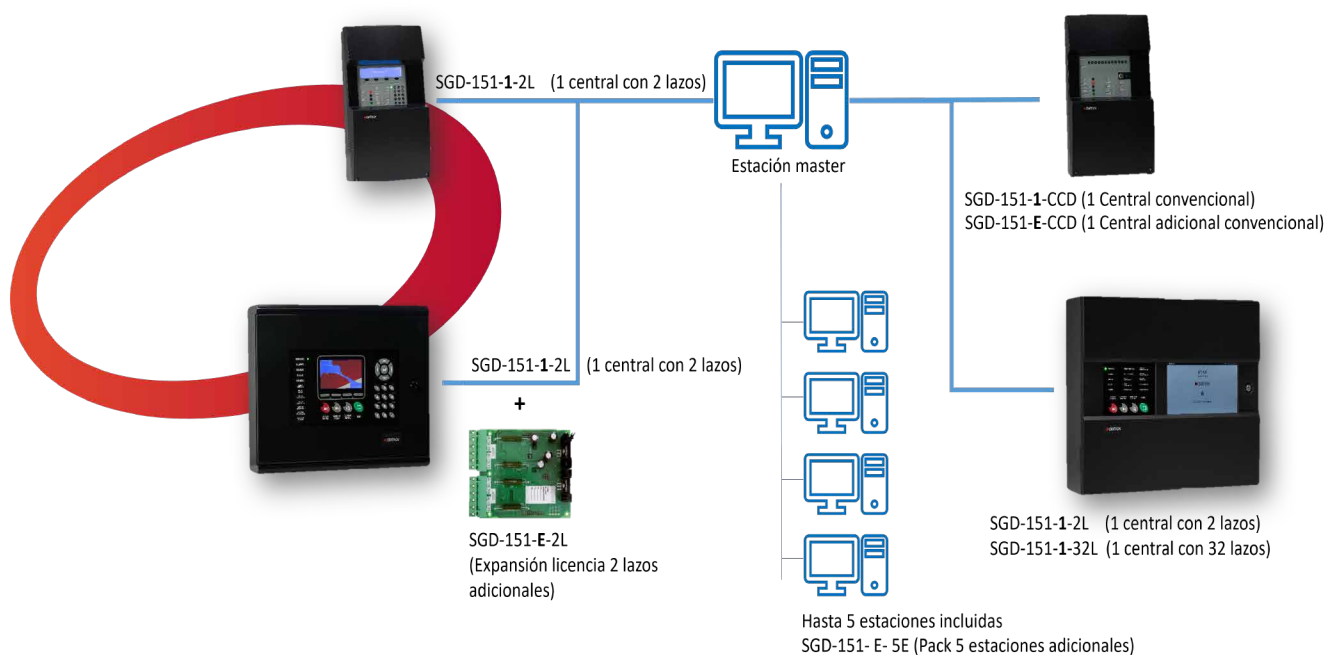 SGD-151-1-2L (1 central con 2 lazos)
Estación master
SGD-151-1-CCD (1 Central convencional)
SGD-151-E-CCD (1 Central adicional convencional)
SGD-151-1-2L (1 central con 2 lazos)
+
SGD-151-E-2L
(Expansión licencia 2 lazos
adicionales)
SGD-151-1-2L (1 central con 2 lazos)
SGD-151-1-32L (1 central con 32 lazos)
Hasta 5 estaciones incluidas
SGD-151- E- 5E (Pack 5 estaciones adicionales)